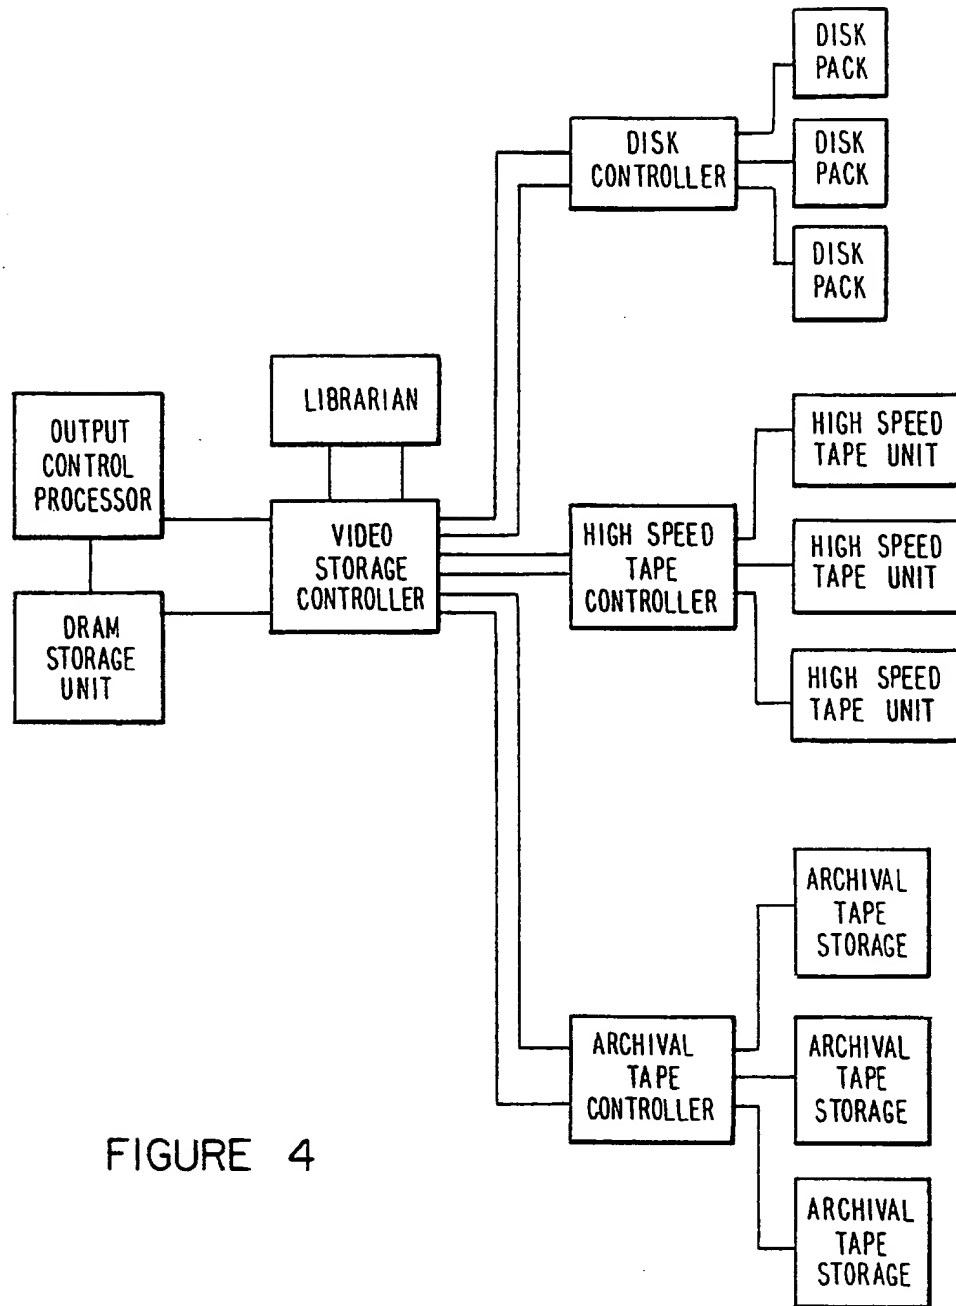 DISK
PACK
DISK
CONTROLLER
DISK
PACK
DISK
PACK
LIBRARIAN
OUTPUT
CONTROL
PROCESSOR
VIDEO
STORAGE
CONTROLLER
DRAM
STORAGE
UNIT
HIGH SPEED
TAPE UNIT
HIGH SPEED
TAPE
CONTROLLER
HIGH SPEED
TAPE UNIT
HIGH SPEED
TAPE UNIT
ARCHIVAL
TAPE
STORAGE
ARCHIVAL
TAPE
CONTROLLER
ARCHIVAL
TAPE
STORAGE
ARCHIVAL
TAPE
STORAGE
FIGURE 4